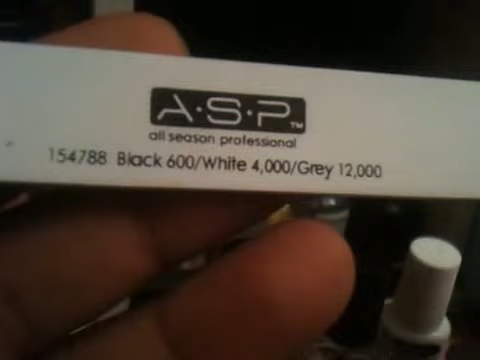 A·S·P™
all season professional
154788 Black 600/White 4,000/Grey 12,000